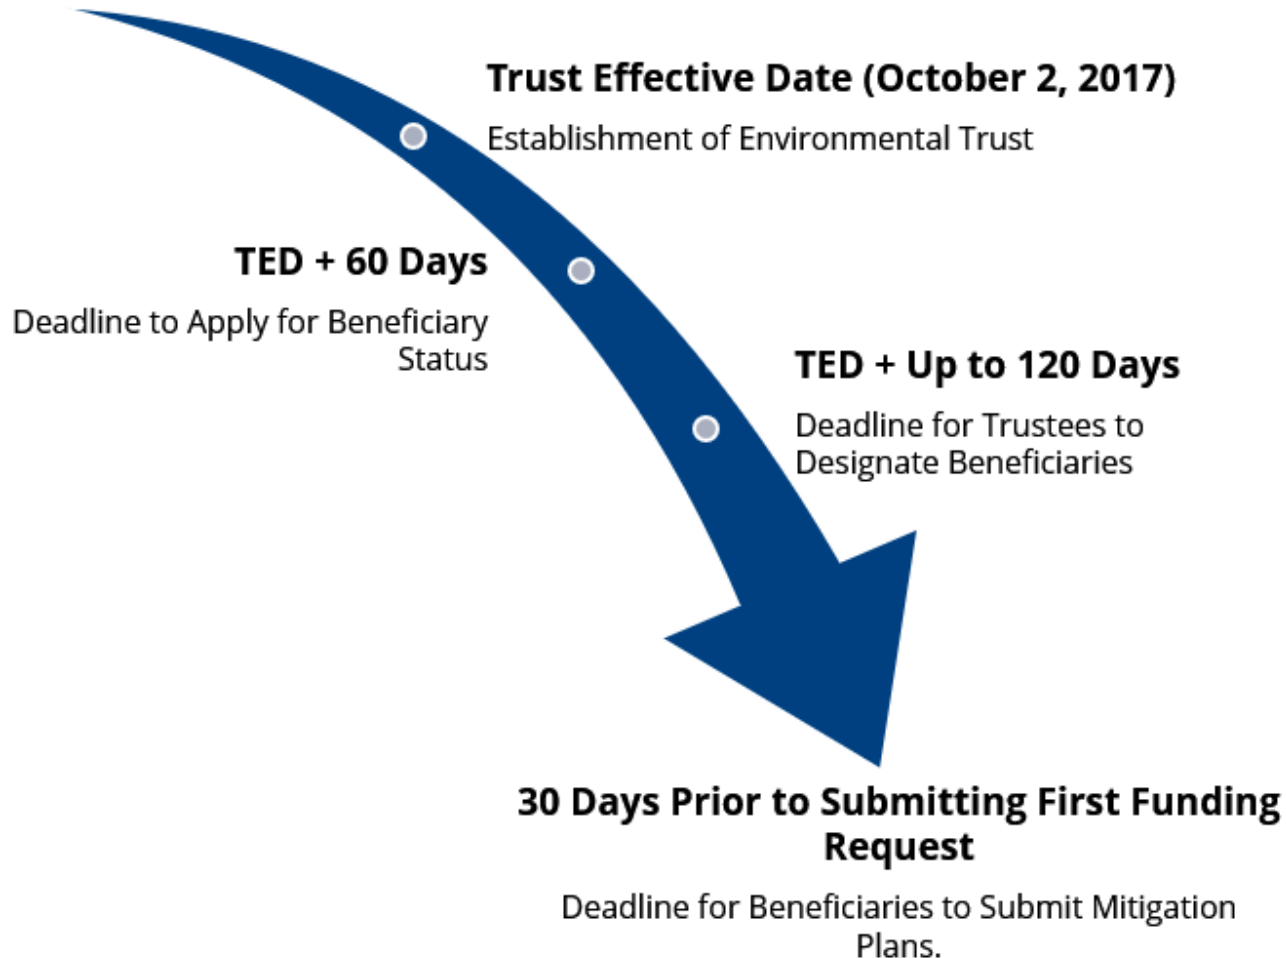 Trust Effective Date (October 2, 2017)
Establishment of Environmental Trust
TED + 60 Days
Deadline to Apply for Beneficiary
Status
TED + Up to 120 Days
Deadline for Trustees to
Designate Beneficiaries
30 Days Prior to Submitting First Funding
Request
Deadline for Beneficiaries to Submit Mitigation
Plans.